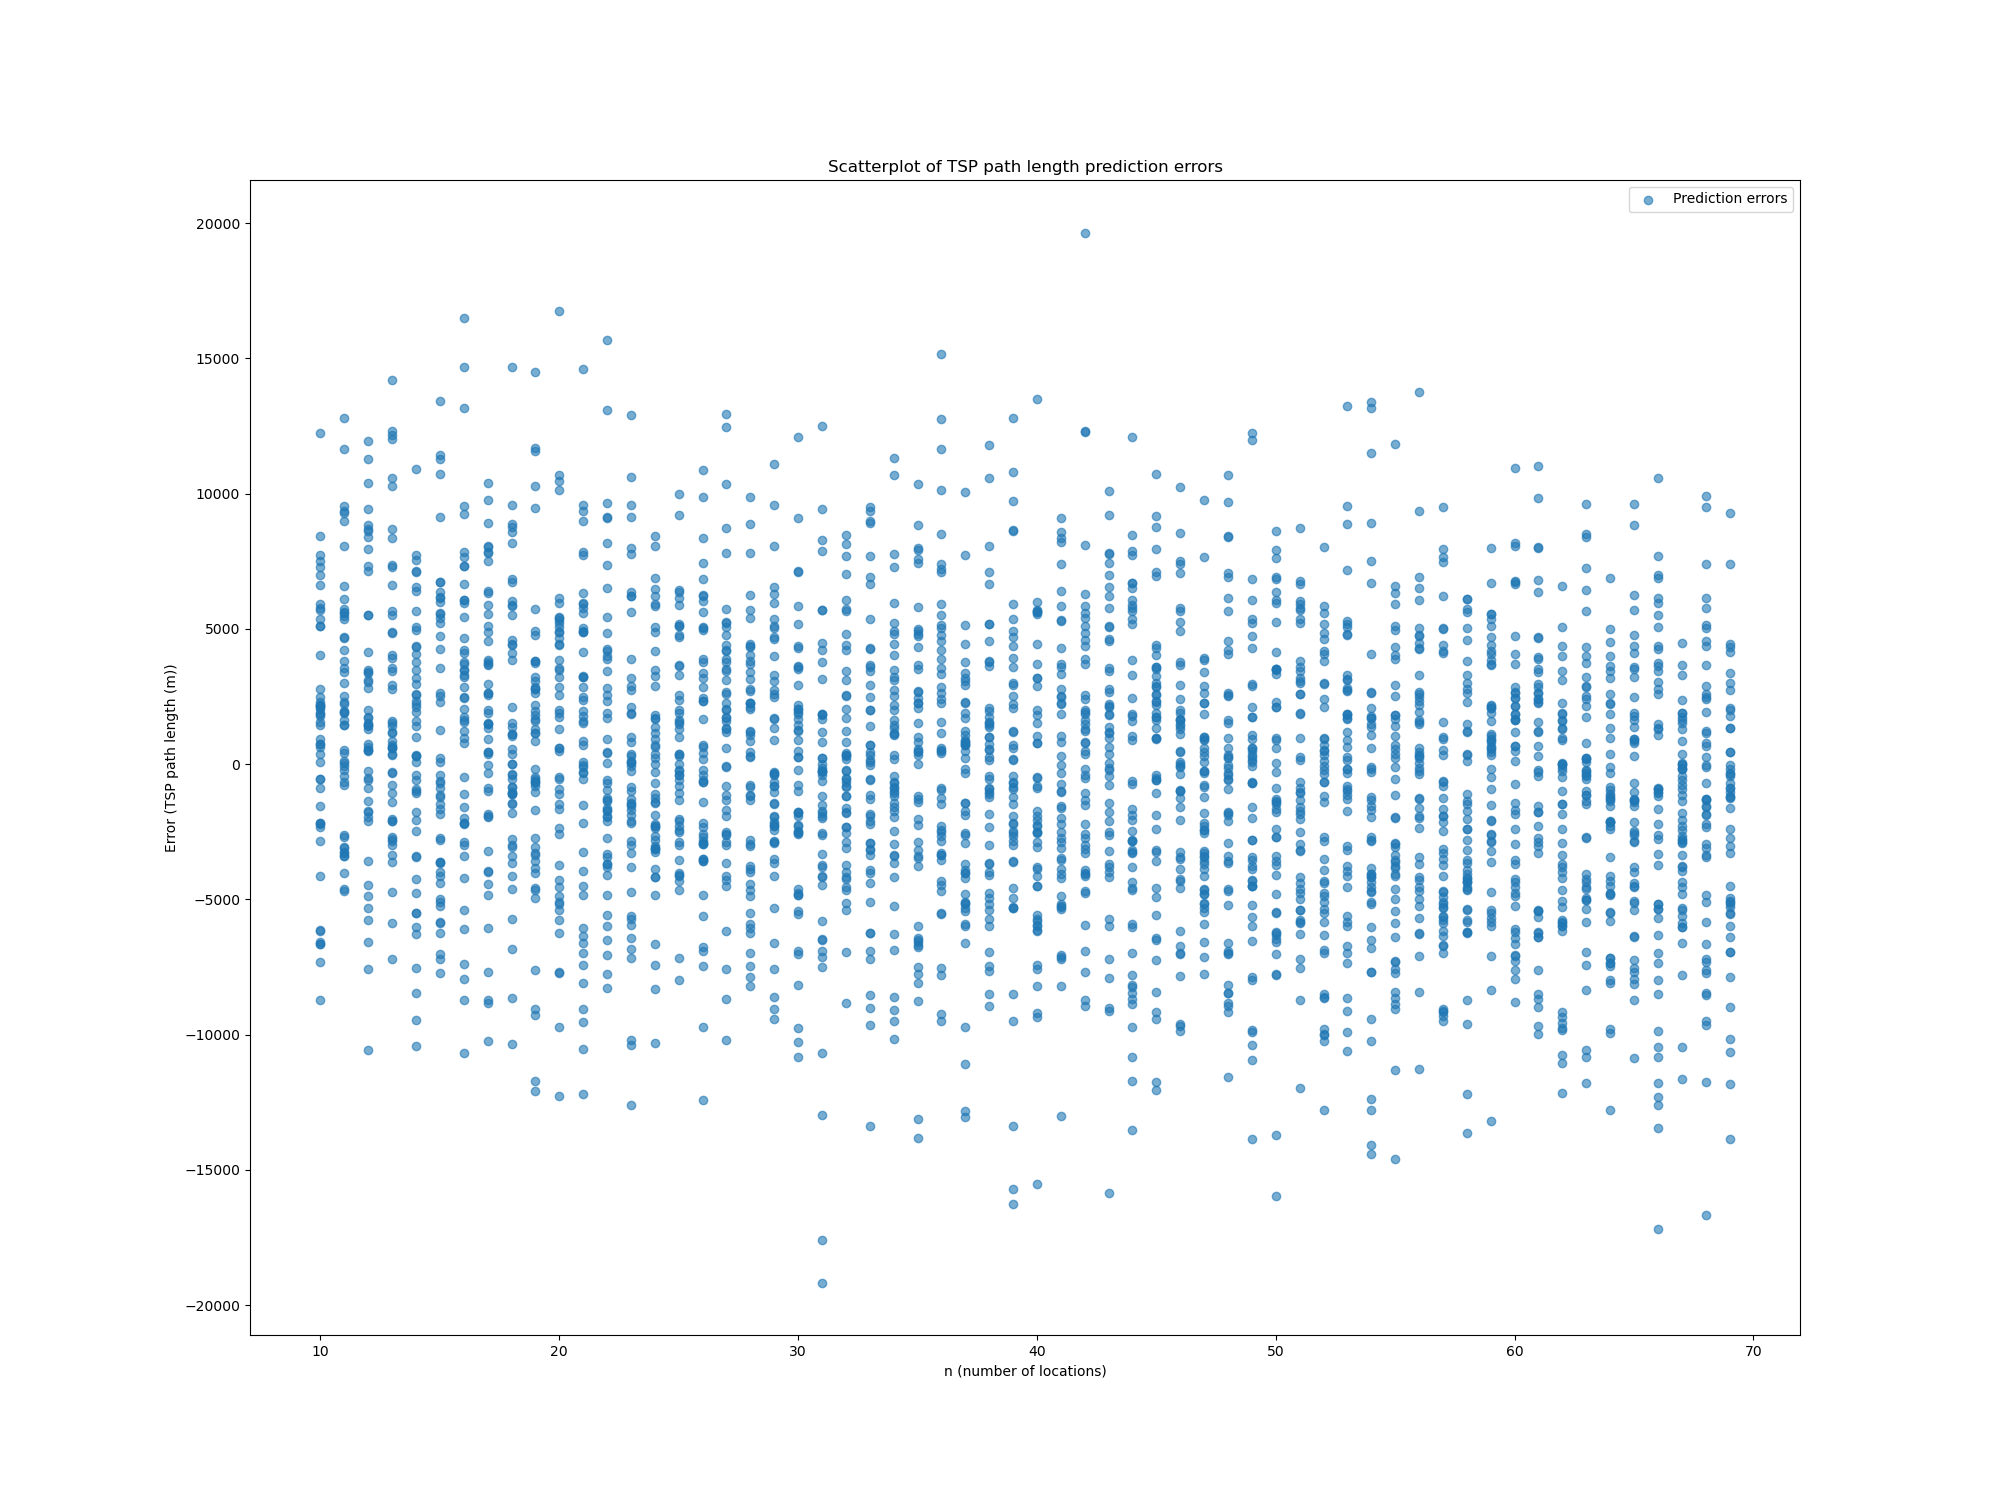 Scatterplot of TSP path length prediction errors
Prediction errors
20000
15000
10000
5000
0
−5000
−10000
−15000
−20000
Error (TSP path length (m))
10 20 30 40 50 60 70
n (number of locations)